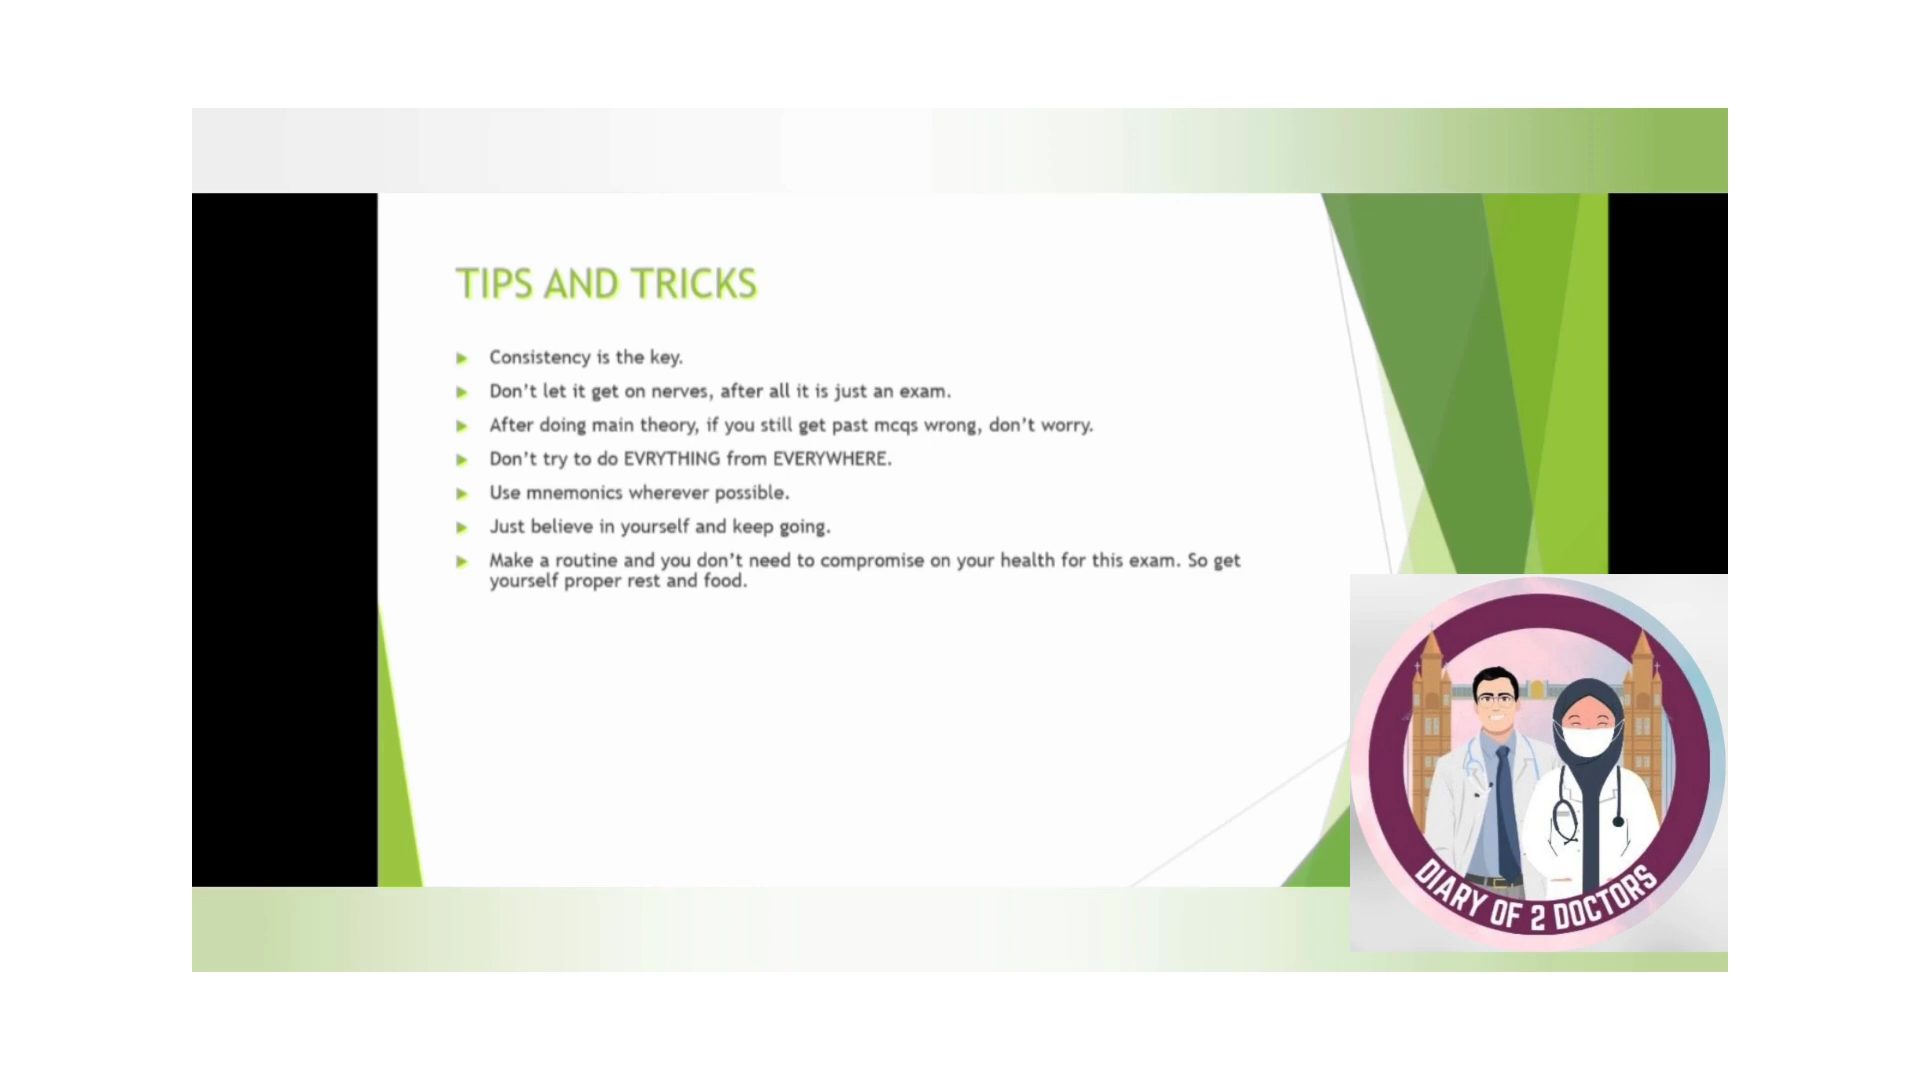 TIPS AND TRICKS
Consistency is the key.
Don't let it get on nerves, after all it is just an exam.
After doing main theory, if you still get past mcqs wrong, don't worry.
Don't try to do EVRYTHING from EVERYWHERE.
Use mnemonics wherever possible.
Just believe in yourself and keep going.
Make a routine and you don't need to compromise on your health for this exam. So get
yourself proper rest and food.
DIARY OF 2 DOCTORS